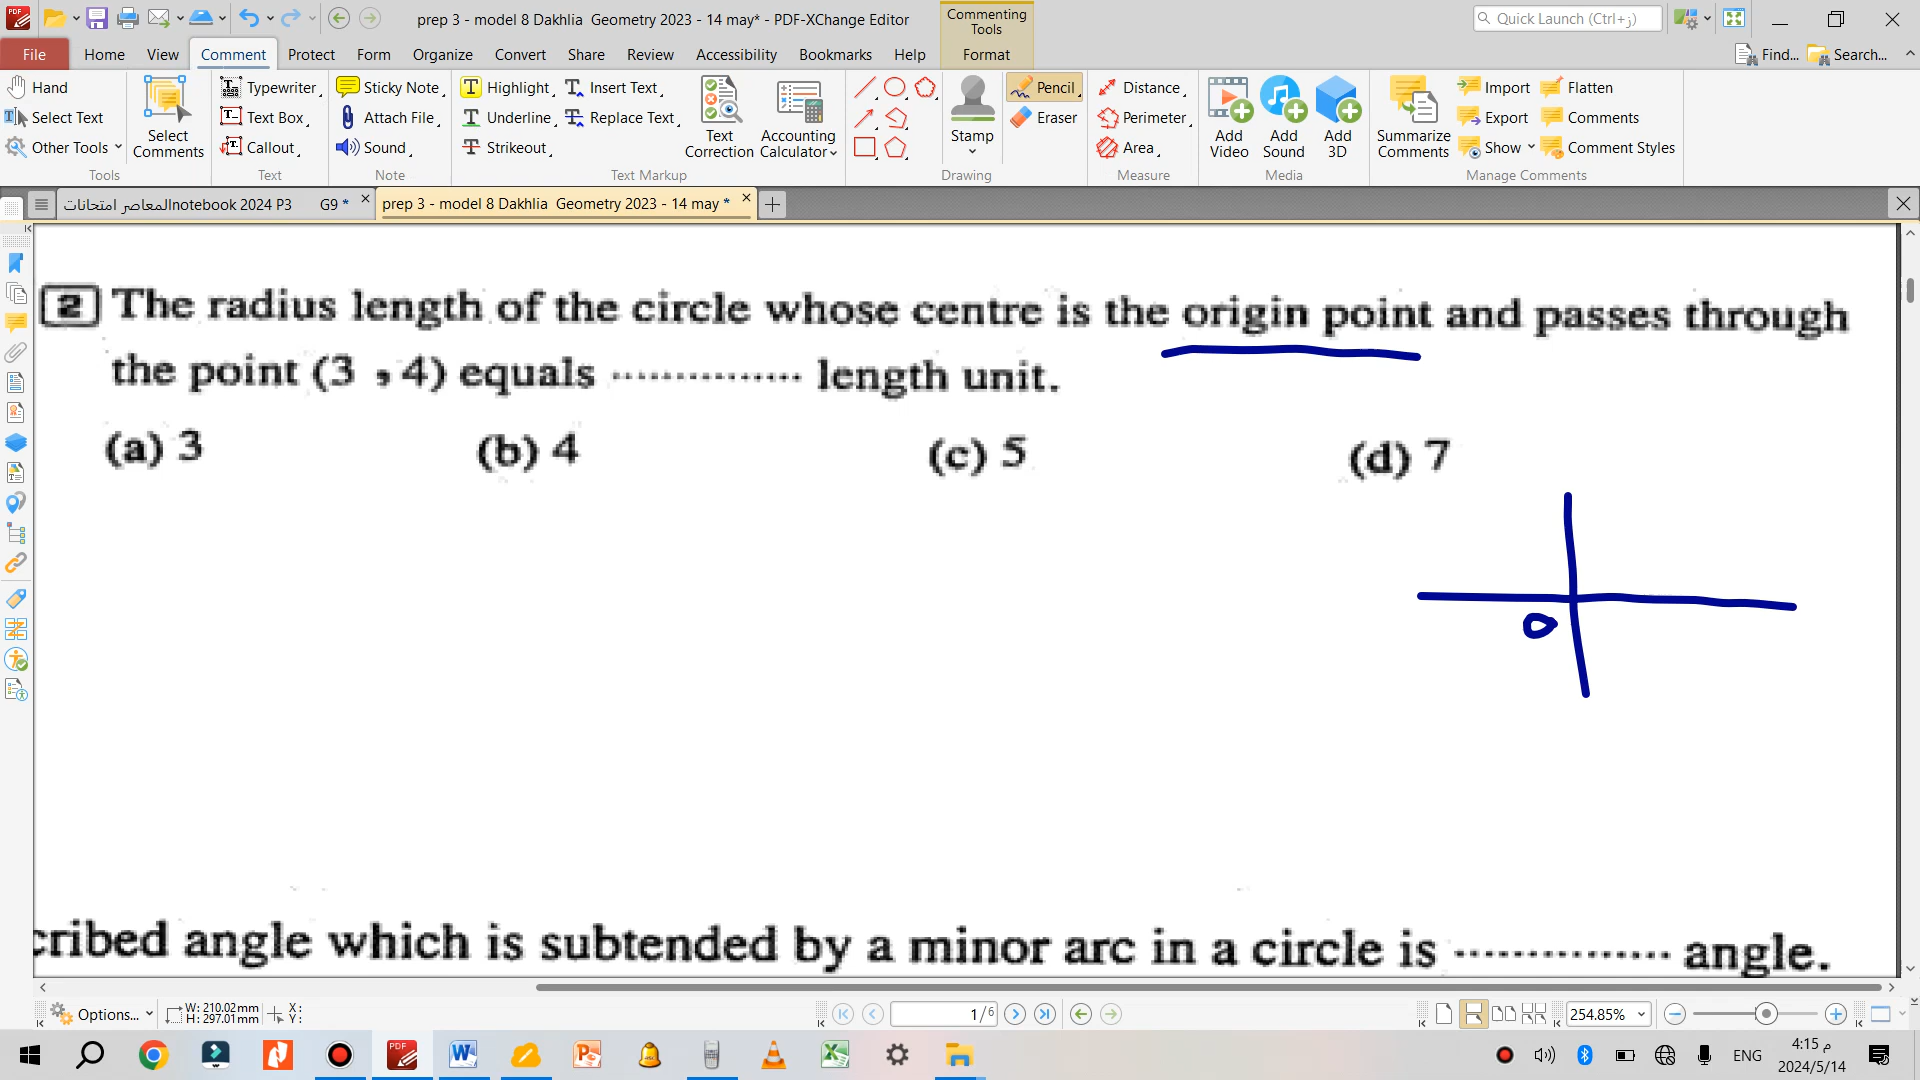 prep 3 - model 8 Dakhlia Geometry 2023 - 14 may* - PDF-XChange Editor
Commenting Tools
Quick Launch (Ctrl+ز)
File Home View Comment Protect Form Organize Convert Share Review Accessibility Bookmarks Help Format Find... Search...
Hand
Select Text
Other Tools
Select Comments
Tools
Typewriter
Text Box
Callout
Text
Sticky Note
Attach File
Sound
Note
Highlight
Underline
Strikeout
Insert Text
Replace Text
Text Correction
Accounting Calculator
Text Markup
Drawing
Stamp
Pencil
Eraser
Distance
Perimeter
Area
Measure
Add Video
Add Sound
Add 3D
Media
Summarize Comments
Import
Export
Show
Flatten
Comments
Comment Styles
Manage Comments
المعاصر امتحانات notebook 2024 P3 G9 *
prep 3 - model 8 Dakhlia Geometry 2023 - 14 may *
2 The radius length of the circle whose centre is the origin point and passes through
the point (3 , 4) equals ............... length unit.
(a) 3 (b) 4 (c) 5 (d) 7
O
cribed angle which is subtended by a minor arc in a circle is ............... angle.
Options...
W: 210.02mm
H: 297.01mm
X:
Y:
1 / 6
254.85%
ENG
4:15 م
2024/5/14